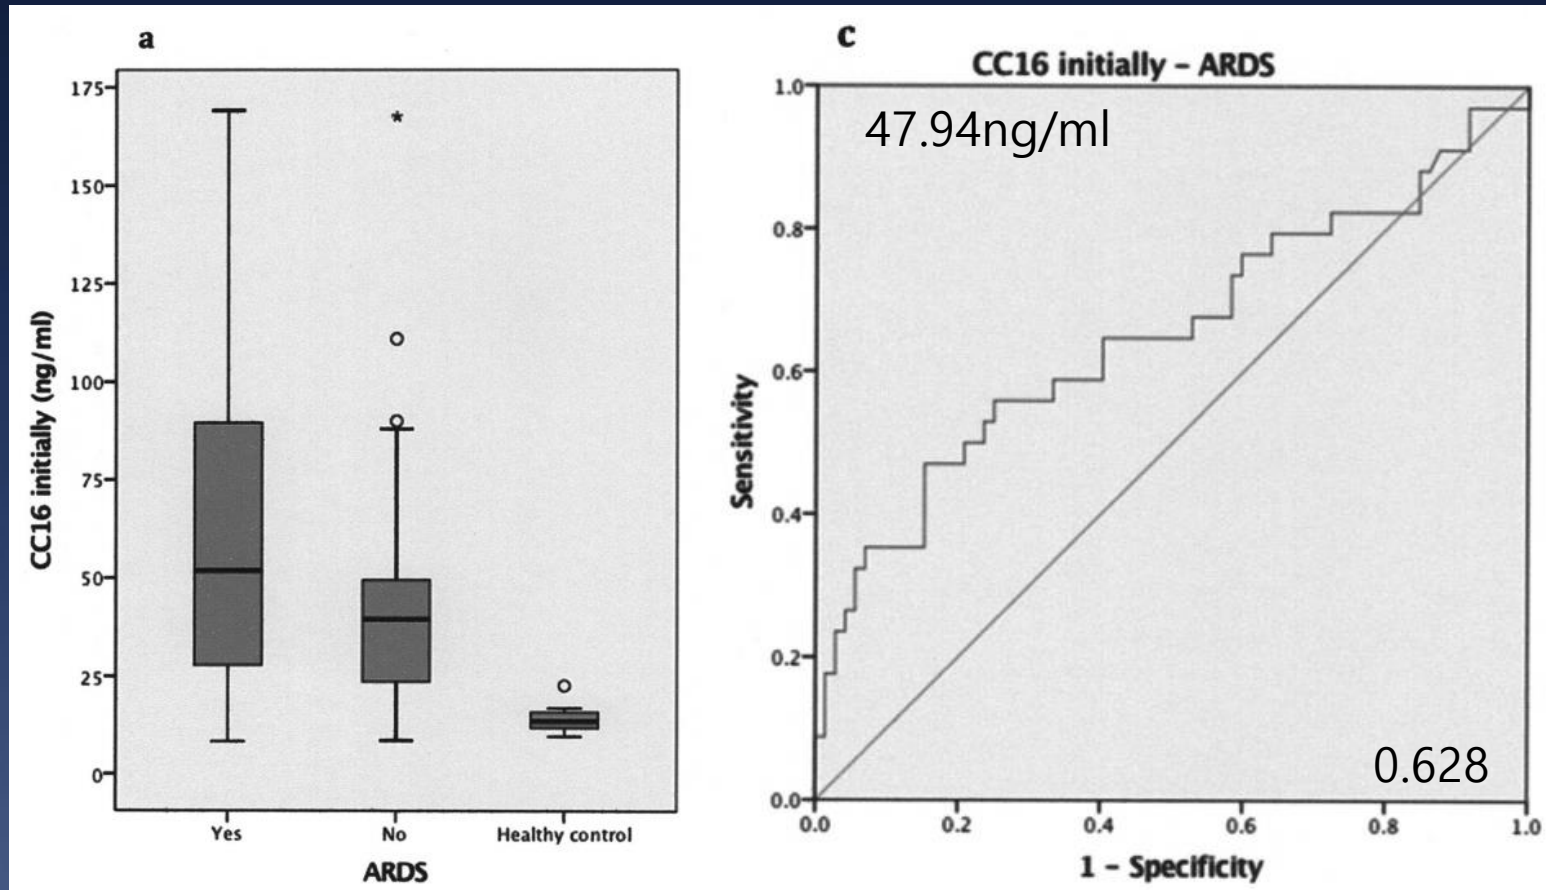 a
175
150
125
100
75
50
25
0
CC16 initially (ng/ml)
*
Yes
No
Healthy control
ARDS
c
CC16 initially – ARDS
47.94ng/ml
1.0
0.8
0.6
0.4
0.2
0.0
Sensitivity
0.628
0.0
0.2
0.4
0.6
0.8
1.0
1 – Specificity